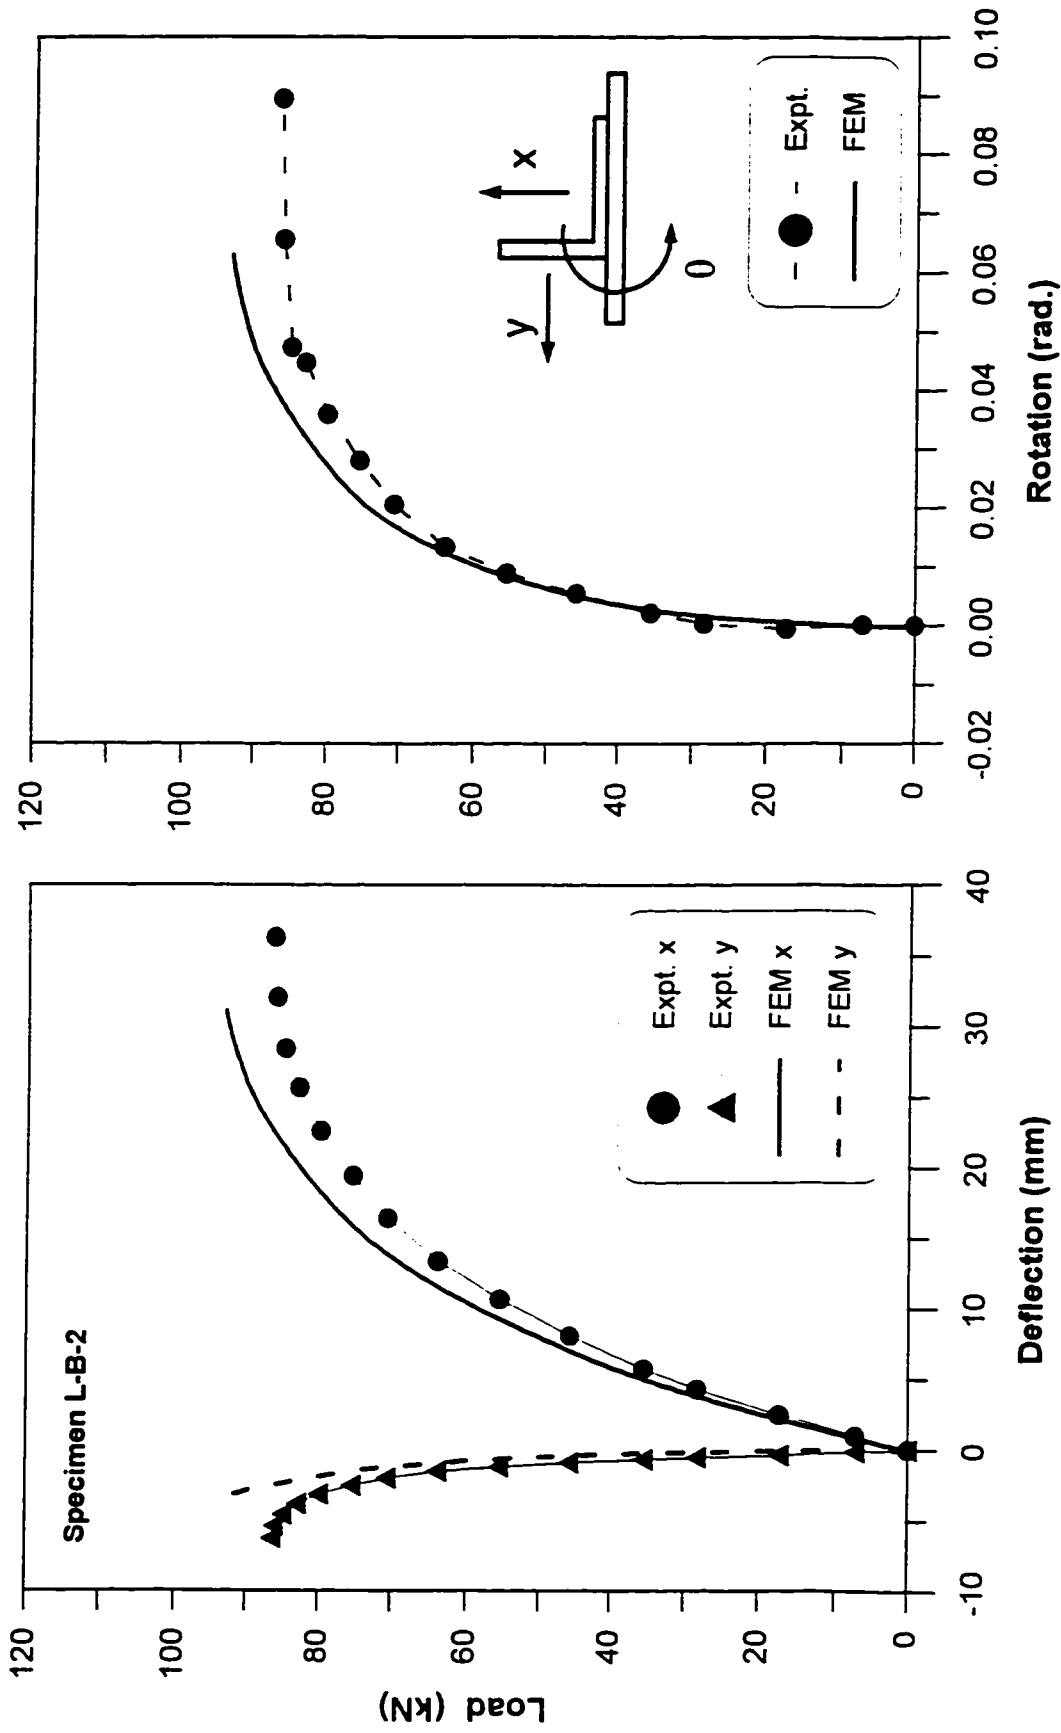 Specimen L-B-2
120
100
80
60
40
20
0
Load (kN)
-10
0
10
20
30
40
Deflection (mm)
Expt. x
Expt. y
FEM x
FEM y
120
100
80
60
40
20
0
-0.02
0.00
0.02
0.04
0.06
0.08
0.10
Rotation (rad.)
y
x
θ
Expt.
FEM